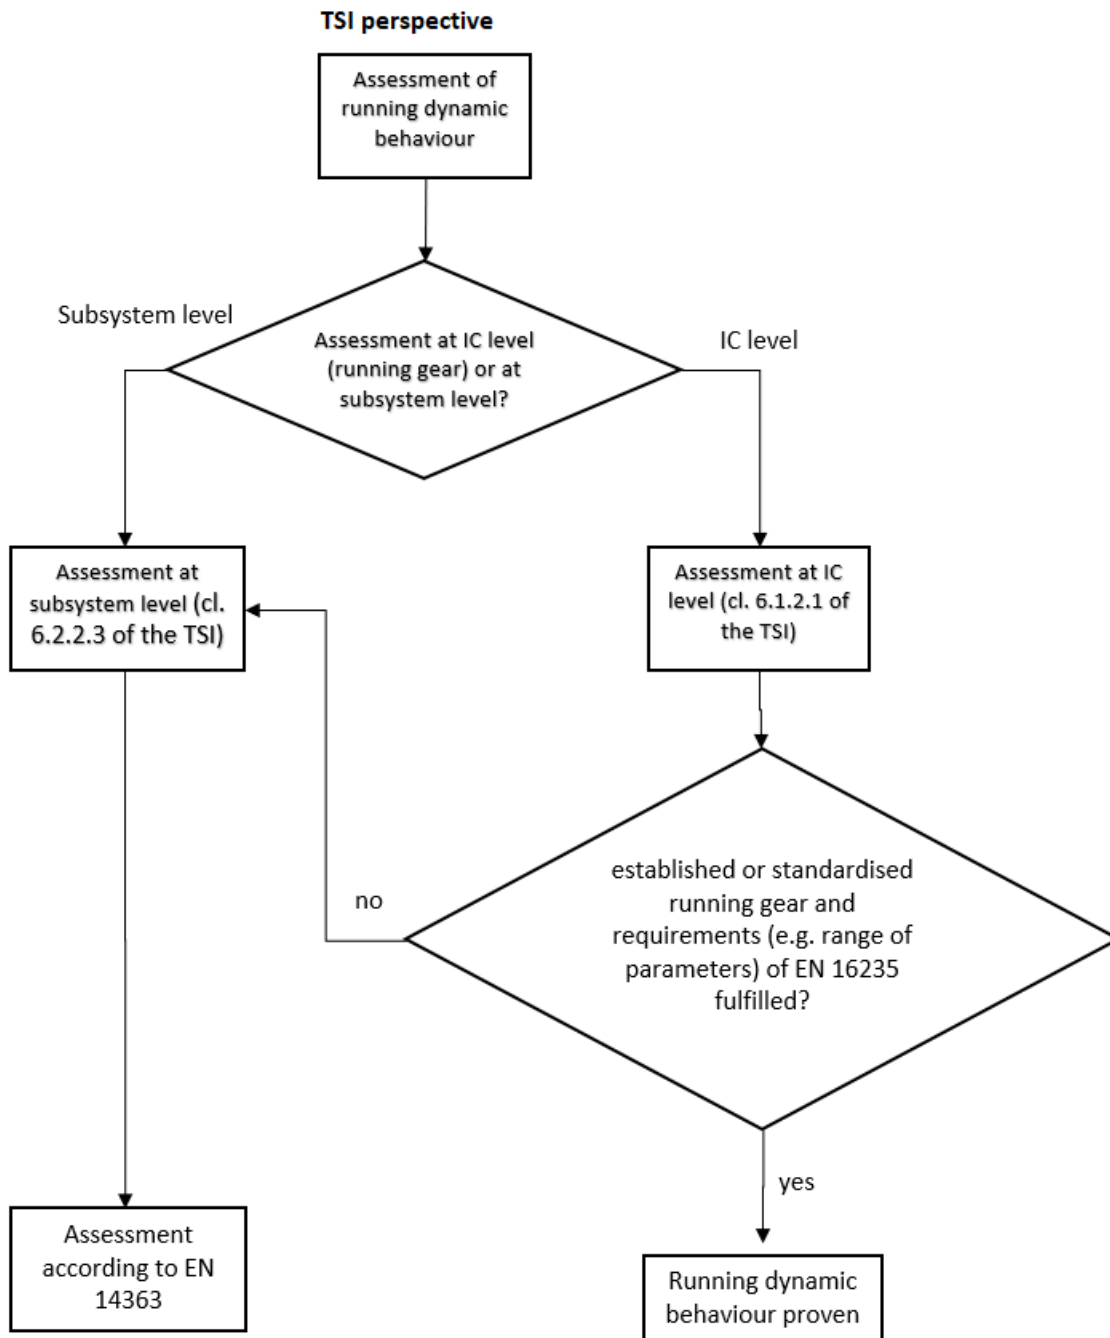 TSI perspective
Assessment of
running dynamic
behaviour
Subsystem level
Assessment at IC level
(running gear) or at
subsystem level?
IC level
Assessment at
subsystem level (cl.
6.2.2.3 of the TSI)
Assessment at IC
level (cl. 6.1.2.1 of
the TSI)
no
established or standardised
running gear and
requirements (e.g. range of
parameters) of EN 16235
fulfilled?
yes
Assessment
according to EN
14363
Running dynamic
behaviour proven